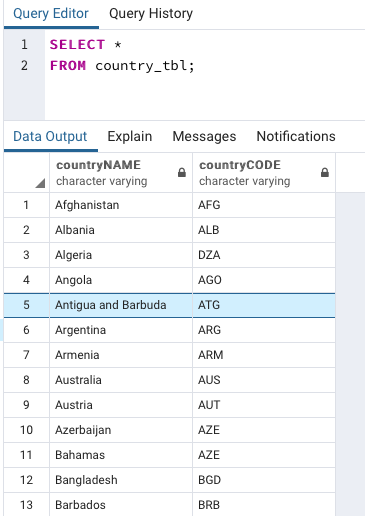 Query Editor Query History
1 SELECT *
2 FROM country_tbl;
Data Output Explain Messages Notifications
countryNAME countryCODE
character varying character varying
1 Afghanistan AFG
2 Albania ALB
3 Algeria DZA
4 Angola AGO
5 Antigua and Barbuda ATG
6 Argentina ARG
7 Armenia ARM
8 Australia AUS
9 Austria AUT
10 Azerbaijan AZE
11 Bahamas AZE
12 Bangladesh BGD
13 Barbados BRB